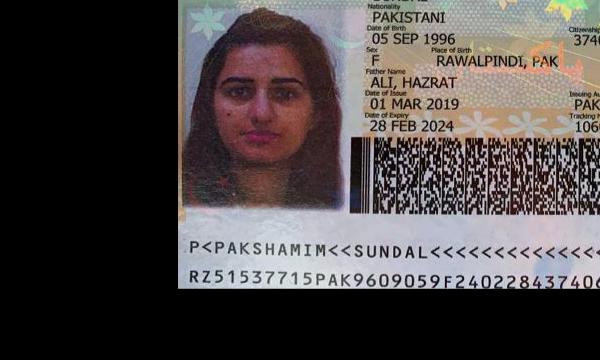 Nationality
PAKISTANI
Date of Birth Citizenship
05 SEP 1996 3740
Sex Place of Birth
F RAWALPINDI, PAK
Father Name
ALI, HAZRAT
Date of Issue Issuing Au
01 MAR 2019 PAK
Date of Expiry Tracking N
28 FEB 2024 106
P<PAKSHAMIM<<SUNDAL<<<<<<<<<<<<<
RZ51537715PAK9609059F240228437406